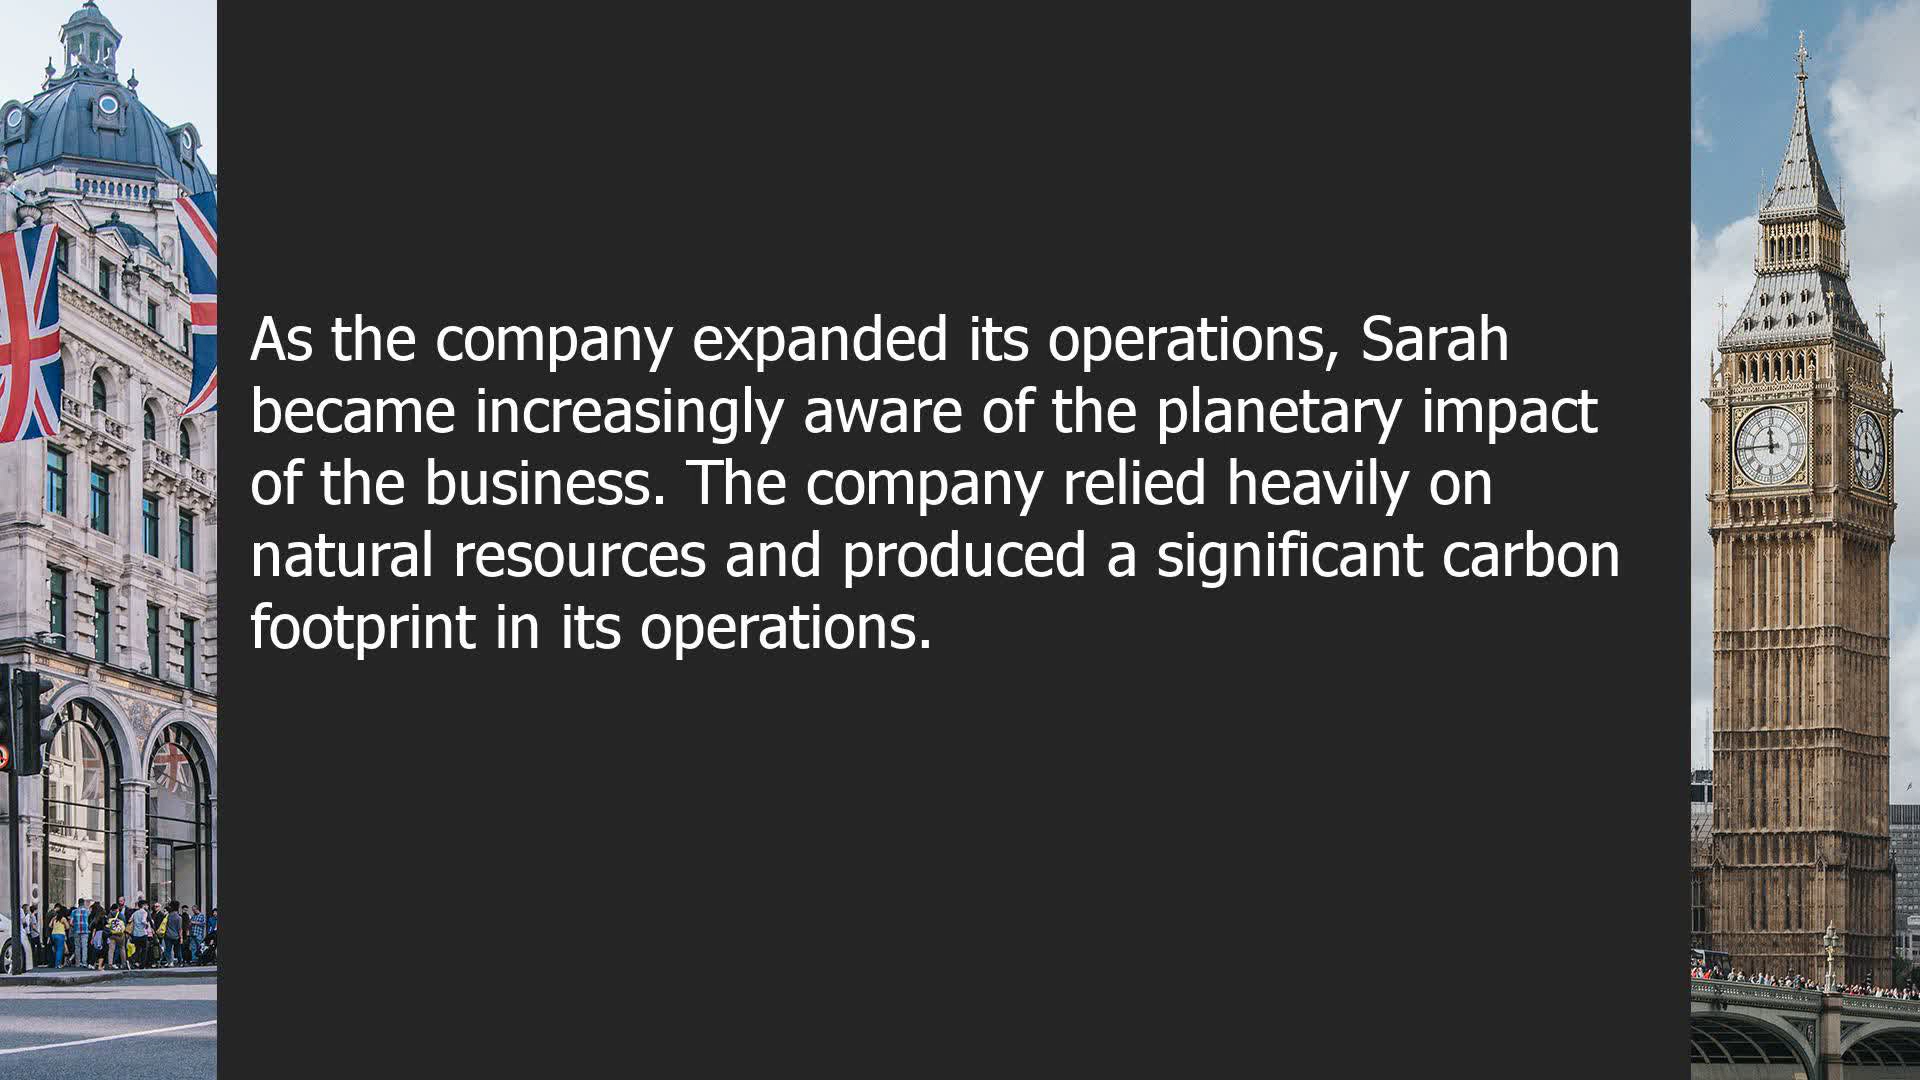 As the company expanded its operations, Sarah
became increasingly aware of the planetary impact
of the business. The company relied heavily on
natural resources and produced a significant carbon
footprint in its operations.